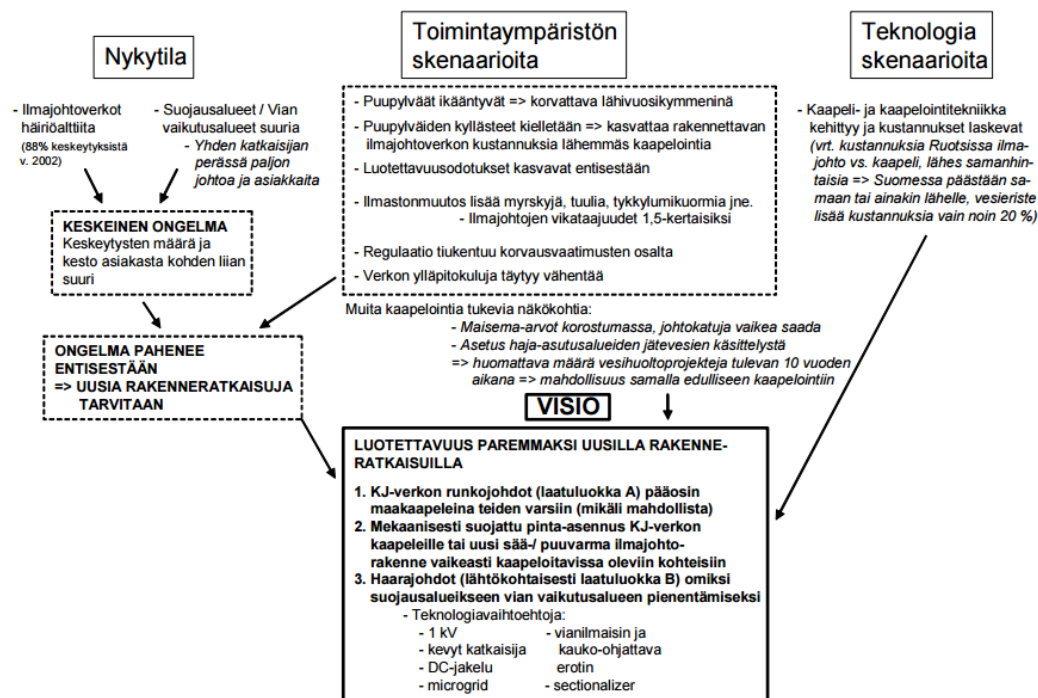 Nykytila
- Ilmajohtoverkot
häiriöalttiita
(88% keskeytyksistä
v. 2002)
- Suojausalueet / Vian
vaikutusalueet suuria
- Yhden katkaisijan
perässä paljon
johtoa ja asiakkaita
KESKEINEN ONGELMA
Keskeytysten määrä ja
kesto asiakasta kohden liian
suuri
ONGELMA PAHENEE
ENTISESTÄÄN
=> UUSIA RAKENNERATKAISUJA
TARVITAAN
Toimintaympäristön
skenaarioita
- Puupylväät ikääntyvät => korvattava lähivuosikymmeninä
- Puupylväiden kyllästeet kielletään => kasvattaa rakennettavan
ilmajohtoverkon kustannuksia lähemmäs kaapelointia
- Luotettavuusodotukset kasvavat entisestään
- Ilmastonmuutos lisää myrskyjä, tuulia, tykkylumikuormia jne.
- Ilmajohtojen vikataajuudet 1,5-kertaisiksi
- Regulaatio tiukentuu korvausvaatimusten osalta
- Verkon ylläpitokuluja täytyy vähentää
Muita kaapelointia tukevia näkökohtia:
- Maisema-arvot korostumassa, johtokatuja vaikea saada
- Asetus haja-asutusalueiden jätevesien käsittelystä
=> huomattava määrä vesihuoltoprojekteja tulevan 10 vuoden
aikana => mahdollisuus samalla edulliseen kaapelointiin
Teknologia
skenaarioita
- Kaapeli- ja kaapelointitekniikka
kehittyy ja kustannukset laskevat
(vrt. kustannuksia Ruotsissa ilma-
johto vs. kaapeli, lähes samanhin-
taisia => Suomessa päästään sa-
maan tai ainakin lähelle, vesieriste
lisää kustannuksia vain noin 20 %)
VISIO
LUOTETTAVUUS PAREMMAKSI UUSILLA RAKENNE-
RATKAISUILLA
1. KJ-verkon runkojohdot (laatuluokka A) pääosin
maakaapeleina teiden varsiin (mikäli mahdollista)
2. Mekaanisesti suojattu pinta-asennus KJ-verkon
kaapeleille tai uusi sää-/ puuvarma ilmajohto-
rakenne vaikeasti kaapeloitavissa oleviin kohteisiin
3. Haarajohdot (lähtökohtaisesti laatuluokka B) omiksi
suojausalueikseen vian vaikutusalueen pienentämiseksi
- Teknologiavaihtoehtoja:
- 1 kV
- kevyt katkaisija
- DC-jakelu
- microgrid
- vianilmaisin ja
kauko-ohjattava
erotin
- sectionalizer